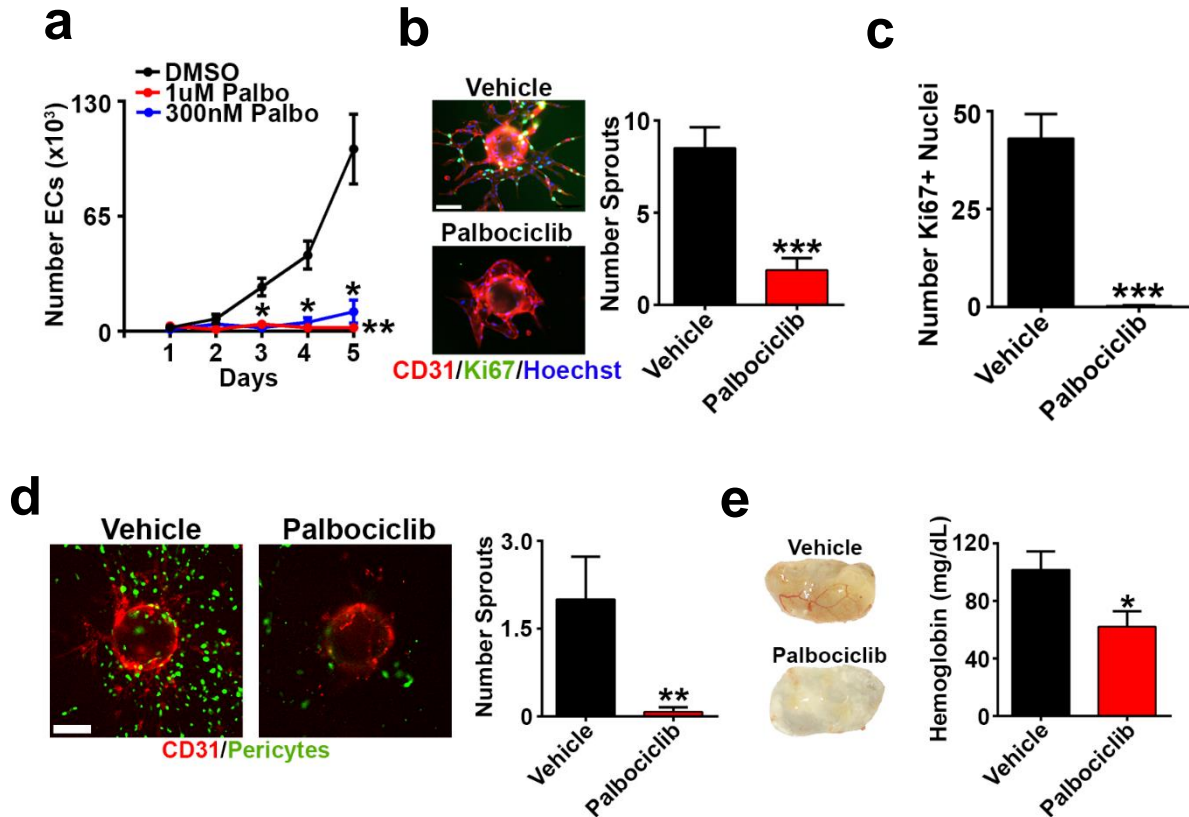 a
DMSO
1uM Palbo
300nM Palbo
Number ECs (x10³)
130
65
0
*
*
*
**
1
2
3
4
5
Days
b
Vehicle
Palbociclib
CD31/Ki67/Hoechst
Number Sprouts
10
5
0
***
Vehicle
Palbociclib
c
Number Ki67+ Nuclei
50
25
0
***
Vehicle
Palbociclib
d
Vehicle
Palbociclib
CD31/Pericytes
Number Sprouts
3.0
1.5
0
**
Vehicle
Palbociclib
e
Vehicle
Palbociclib
Hemoglobin (mg/dL)
120
80
40
0
*
Vehicle
Palbociclib